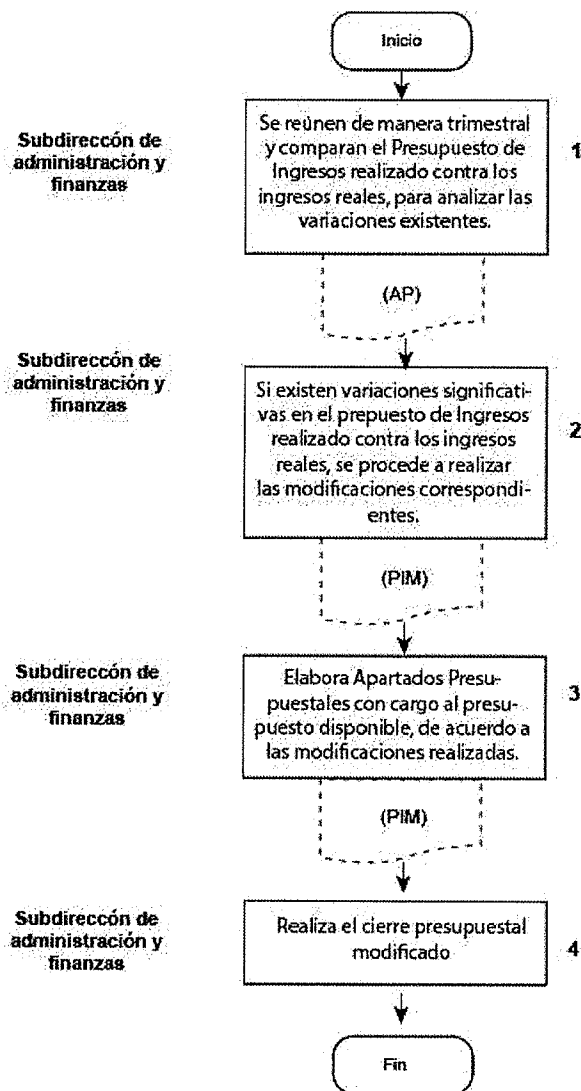 Inicio
Subdireccón de
administración y
finanzas
Se reúnen de manera trimestral
y comparan el Presupuesto de
Ingresos realizado contra los
ingresos reales, para analizar las
variaciones existentes.
1
(AP)
Subdireccón de
administración y
finanzas
Si existen variaciones significati-
vas en el prepuesto de Ingresos
realizado contra los ingresos
reales, se procede a realizar
las modificaciones correspondi-
entes.
2
(PIM)
Subdireccón de
administración y
finanzas
Elabora Apartados Presu-
puestales con cargo al presu-
puesto disponible, de acuerdo a
las modificaciones realizadas.
3
(PIM)
Subdireccón de
administración y
finanzas
Realiza el cierre presupuestal
modificado
4
Fin